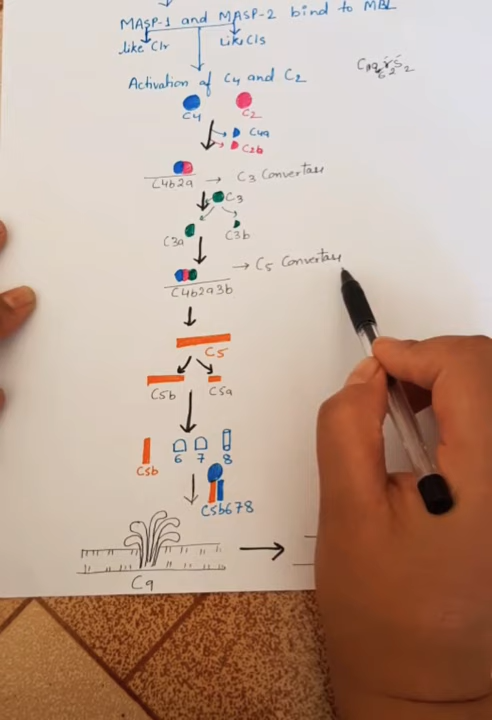 MASP-1 and MASP-2 bind to MBL
like C1r
Like C1s
Activation of C4 and C2
C4
C2
C4a
C2b
C4b2a → C3 Convertase
C3
C3a
C3b
C4b2a3b → C5 Convertase
C5
C5b
C5a
C5b
6
7
8
C5b678
C9